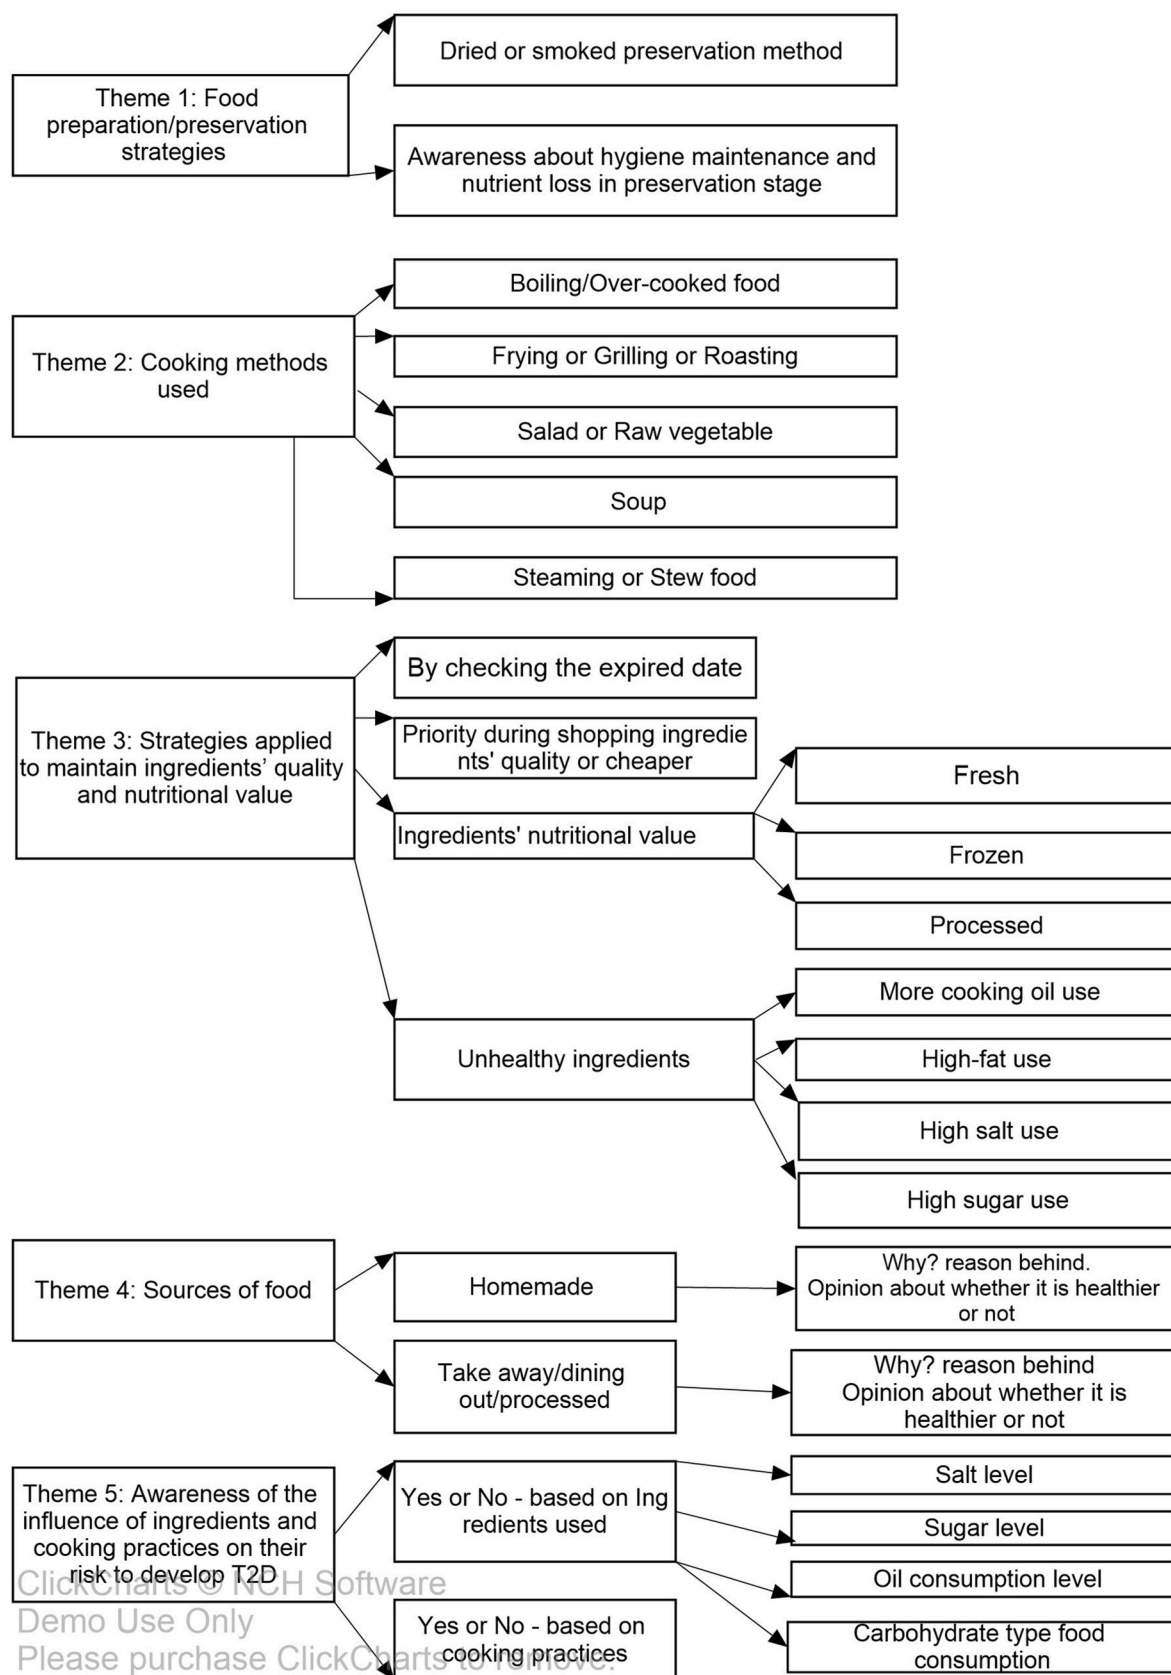 Dried or smoked preservation method
Theme 1: Food
preparation/preservation
strategies
Awareness about hygiene maintenance and
nutrient loss in preservation stage
Boiling/Over-cooked food
Theme 2: Cooking methods
used
Frying or Grilling or Roasting
Salad or Raw vegetable
Soup
Steaming or Stew food
By checking the expired date
Theme 3: Strategies applied
to maintain ingredients’ quality
and nutritional value
Priority during shopping ingredie
nts' quality or cheaper
Ingredients' nutritional value
Fresh
Frozen
Processed
Unhealthy ingredients
More cooking oil use
High-fat use
High salt use
High sugar use
Theme 4: Sources of food
Homemade
Why? reason behind.
Opinion about whether it is healthier
or not
Take away/dining
out/processed
Why? reason behind
Opinion about whether it is
healthier or not
Theme 5: Awareness of the
influence of ingredients and
cooking practices on their
risk to develop T2D
Yes or No - based on Ing
redients used
Salt level
Sugar level
Oil consumption level
Carbohydrate type food
consumption
Yes or No - based on
cooking practices
ClickCharts © NCH Software
Demo Use Only
Please purchase ClickCharts to remove.